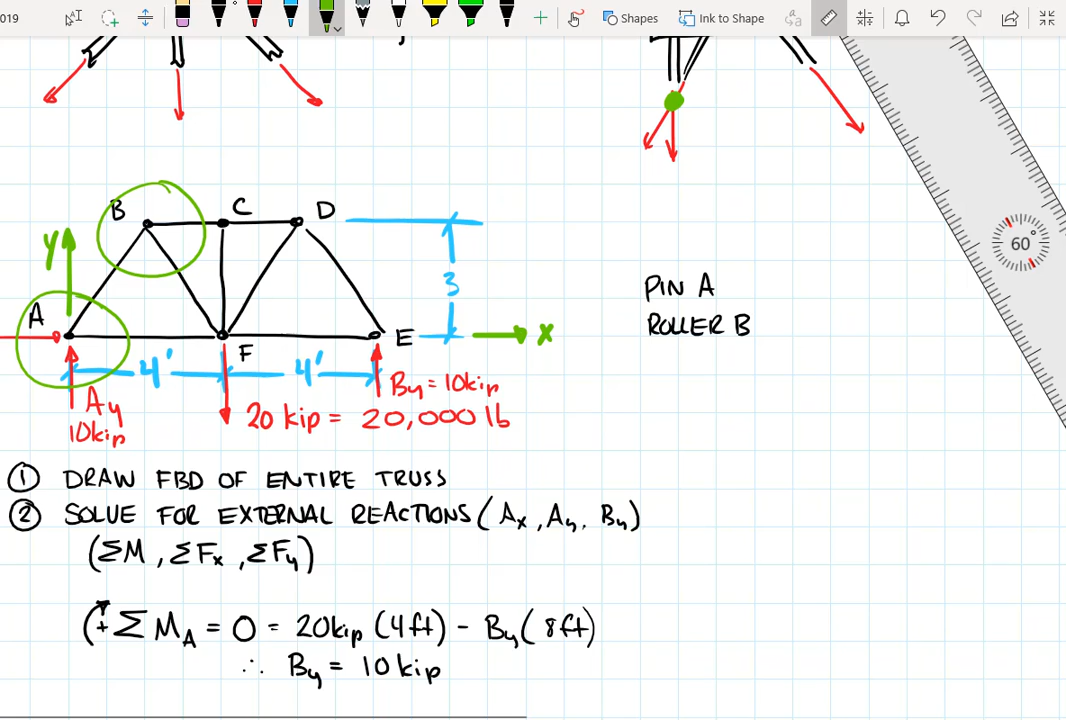 019
Shapes
Ink to Shape
60°
B
C
D
Y
3
A
F
E
X
4'
4'
Ay
10kip
By = 10kip
20 kip = 20,000 lb
PIN A
ROLLER B
① DRAW FBD OF ENTIRE TRUSS
② SOLVE FOR EXTERNAL REACTIONS (Ax, Ay, By)
(ΣM, ΣFx, ΣFy)
(+ ΣMA = 0 = 20kip (4ft) - By (8ft)
∴ By = 10 kip